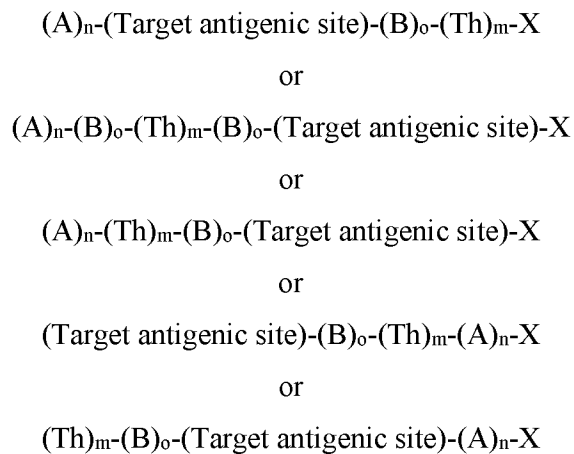 (A)ₙ-(Target antigenic site)-(B)ₒ-(Th)ₘ-X
or
(A)ₙ-(B)ₒ-(Th)ₘ-(B)ₒ-(Target antigenic site)-X
or
(A)ₙ-(Th)ₘ-(B)ₒ-(Target antigenic site)-X
or
(Target antigenic site)-(B)ₒ-(Th)ₘ-(A)ₙ-X
or
(Th)ₘ-(B)ₒ-(Target antigenic site)-(A)ₙ-X